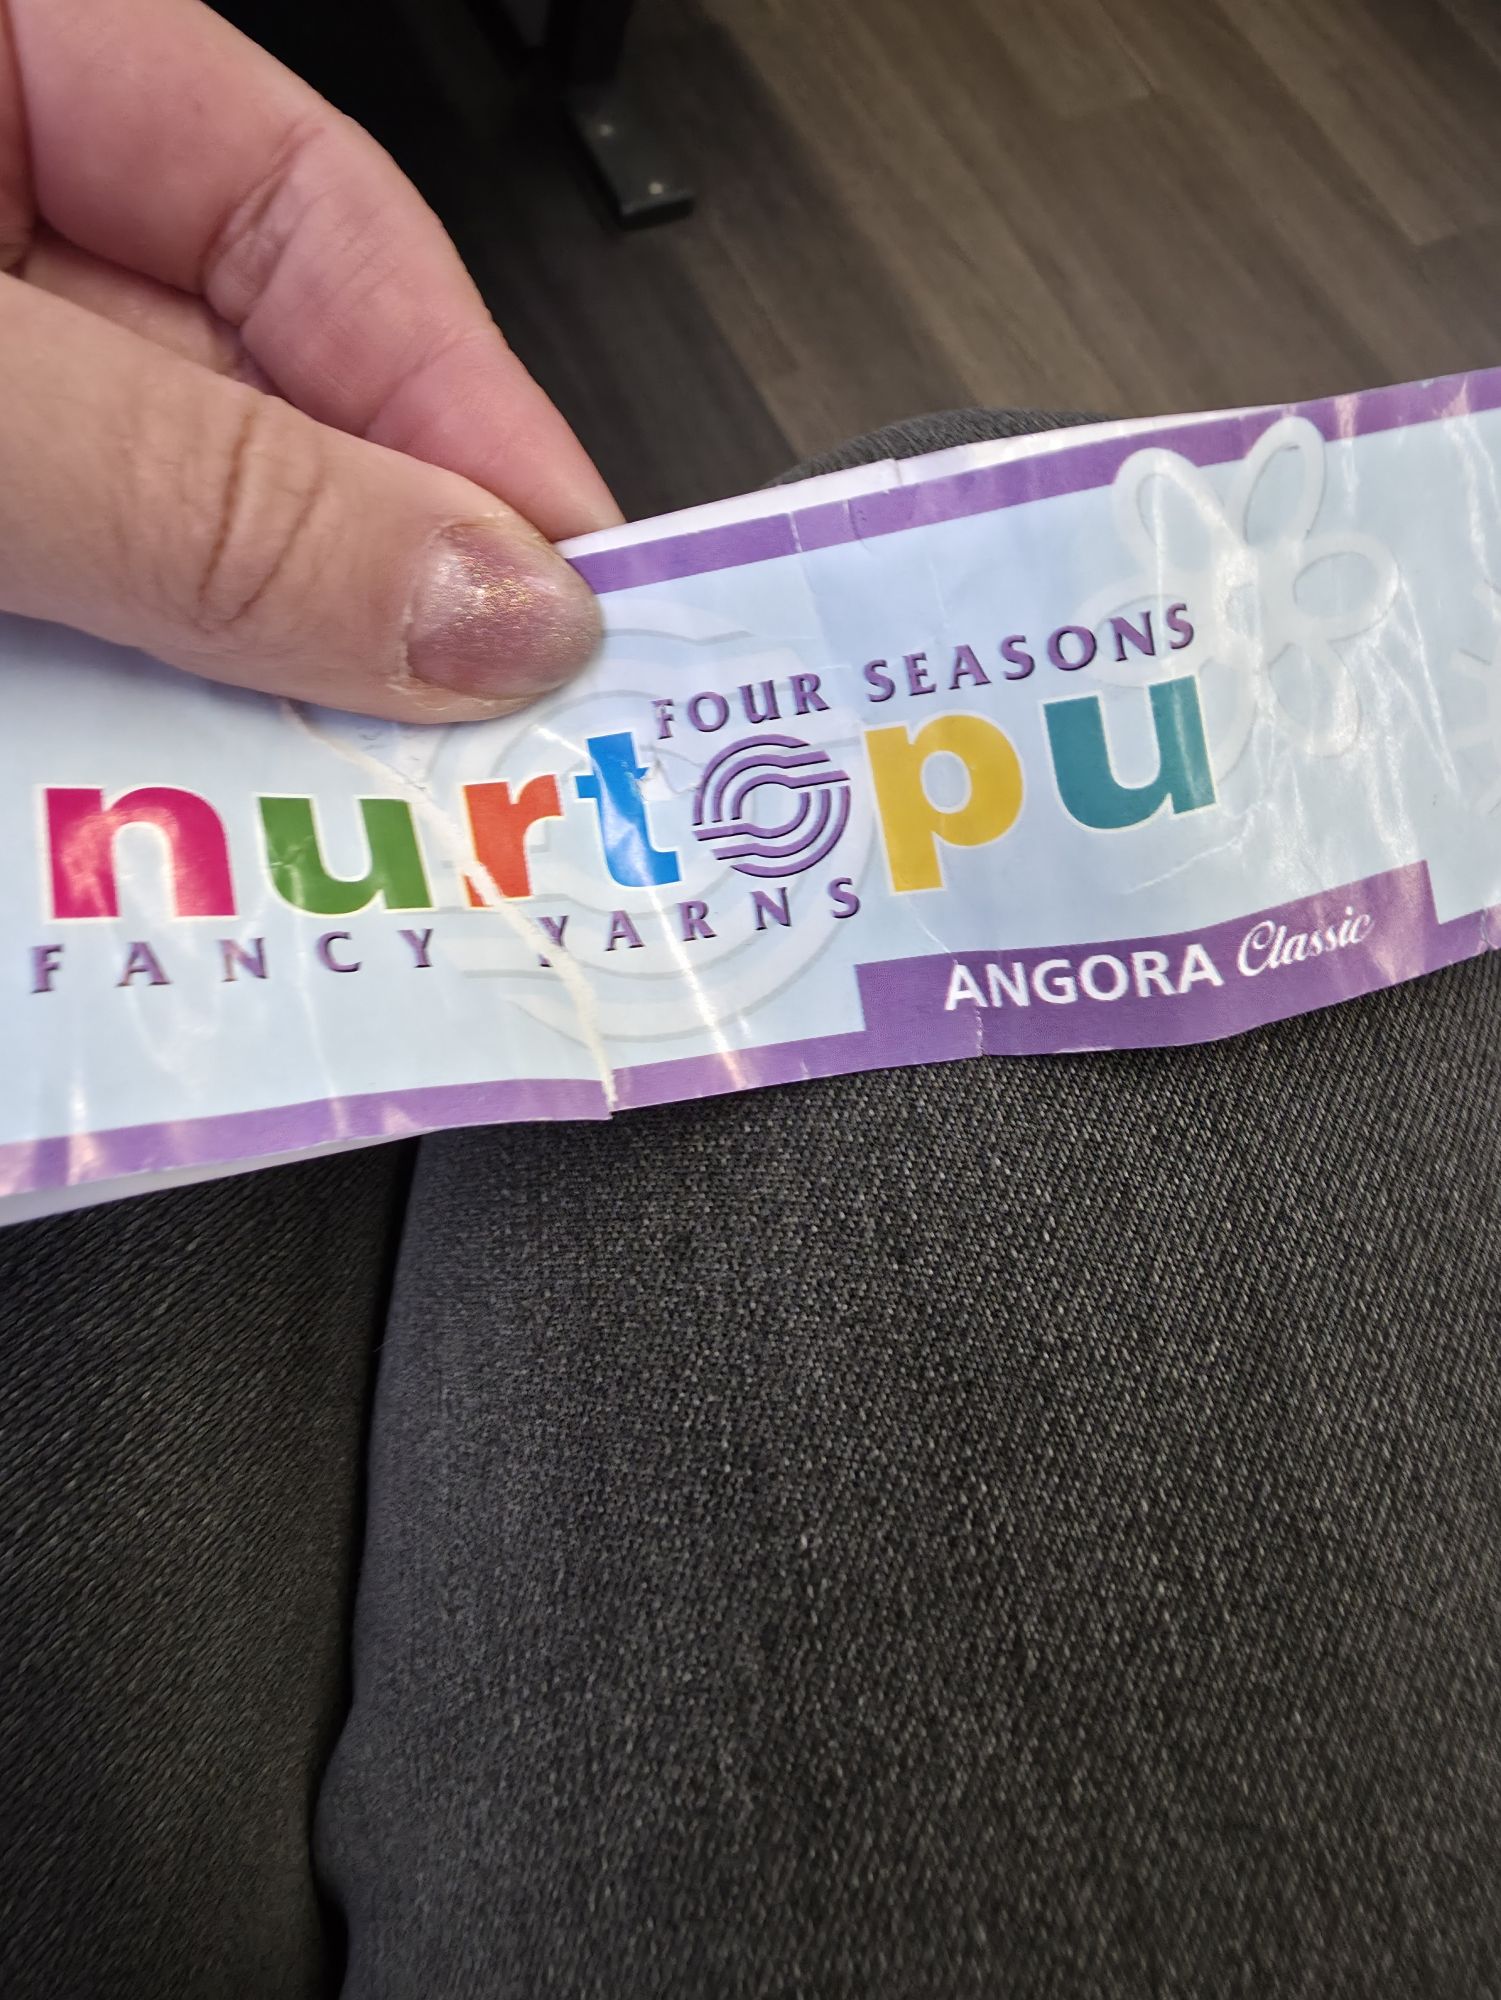 FOUR SEASONS
nurtopu
FANCY YARNS
ANGORA Classic